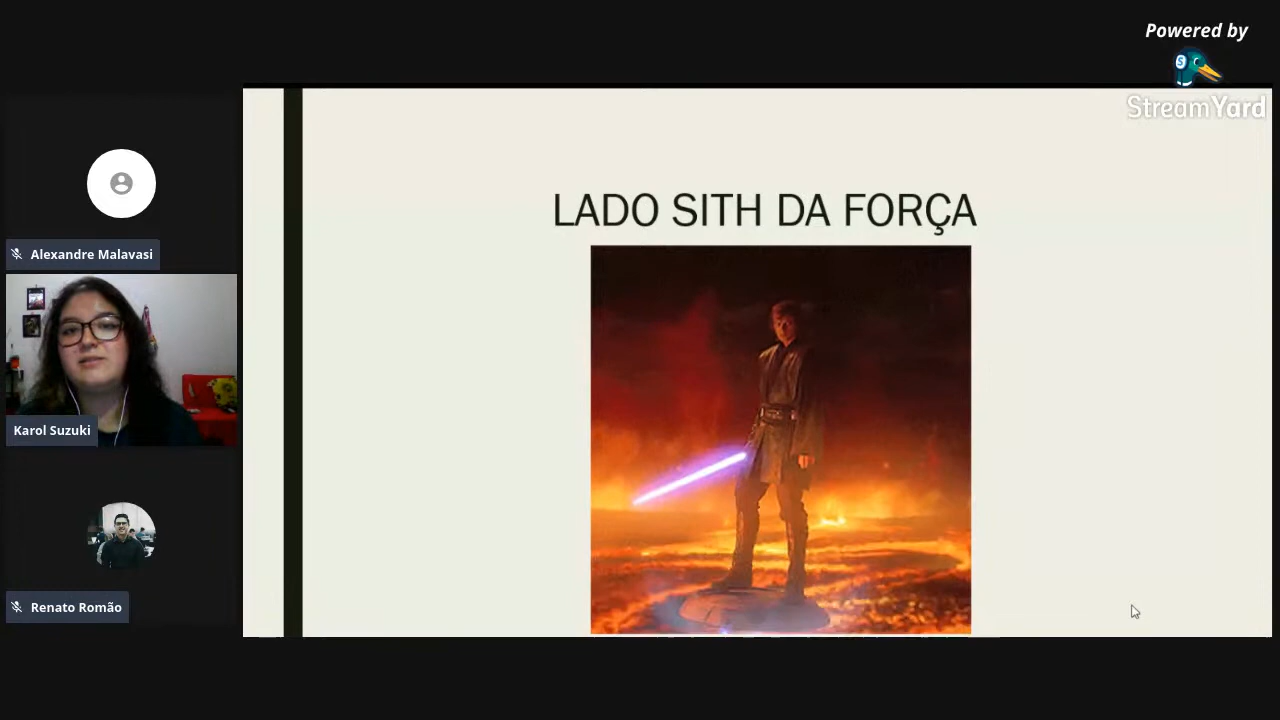 Powered by
StreamYard
Alexandre Malavasi
Karol Suzuki
Renato Romão
LADO SITH DA FORÇA